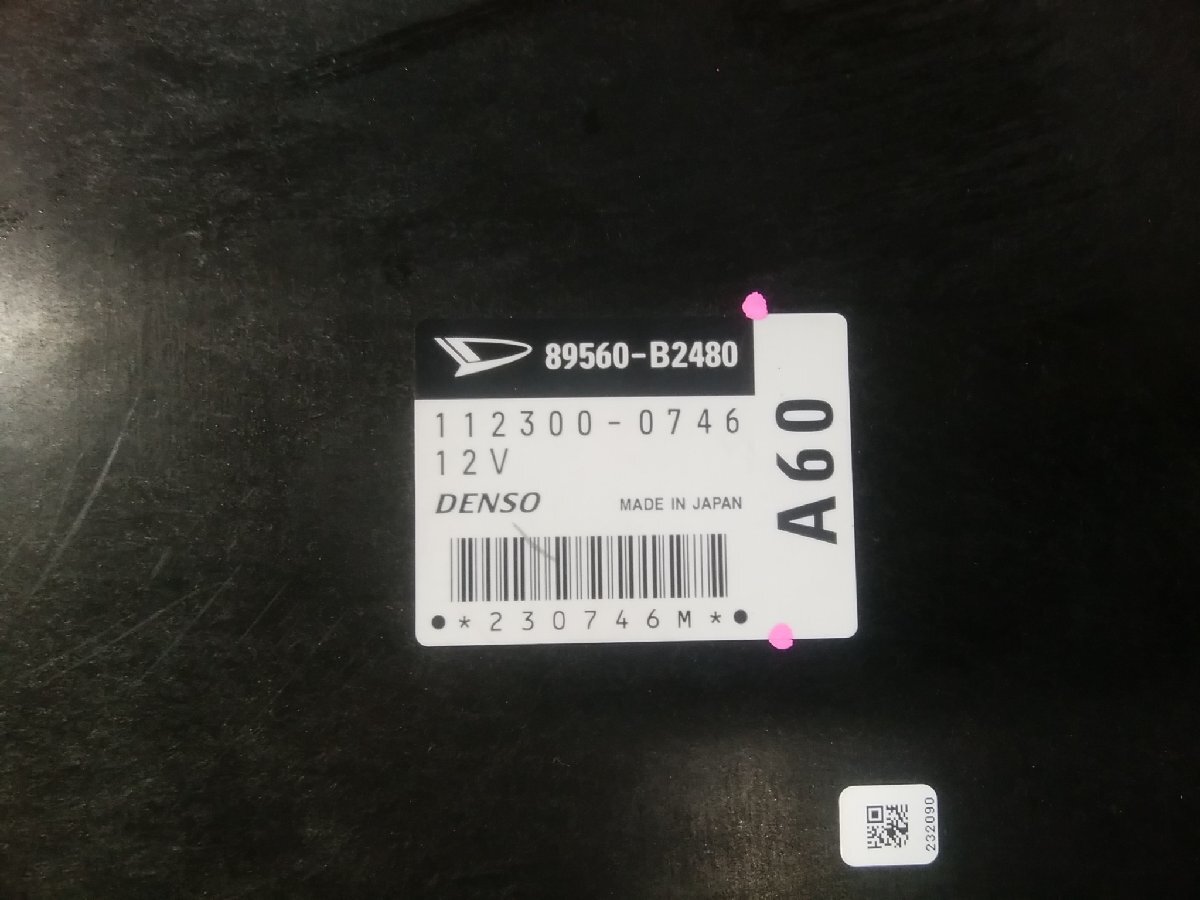 89560-B2480
112300-0746
12V
DENSO MADE IN JAPAN
*230746M*
A60
232090